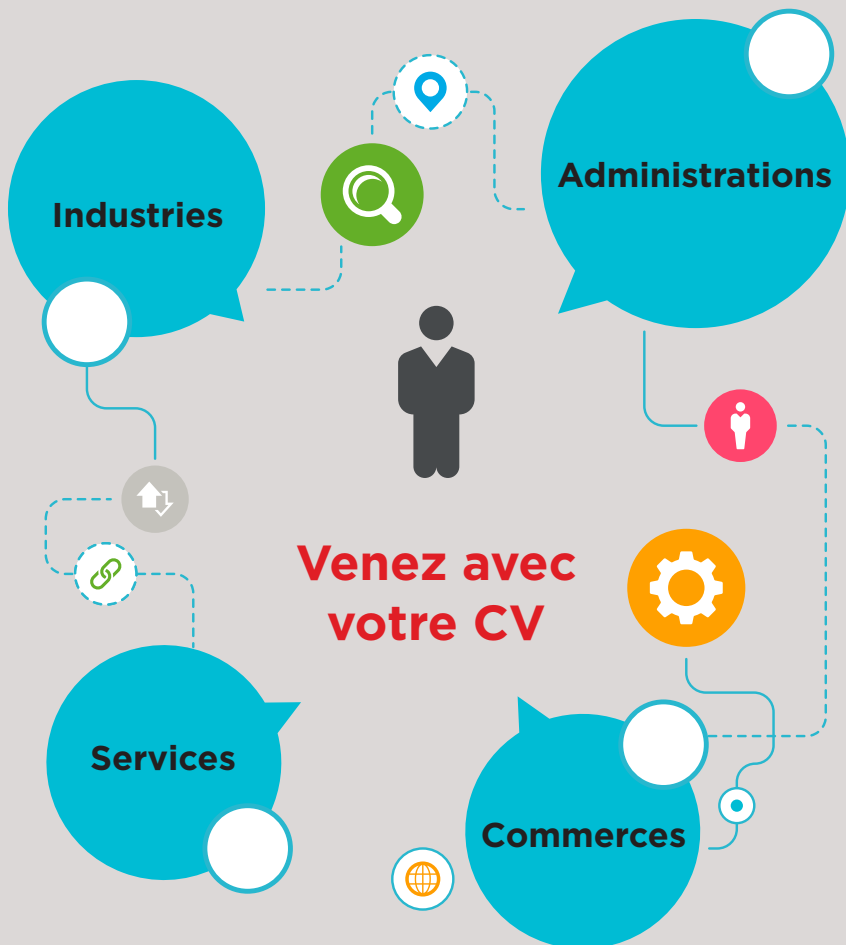 Administrations
Industries
Venez avec
votre CV
Services
Commerces